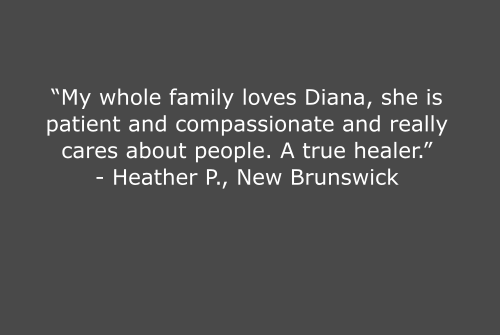 “My whole family loves Diana, she is
patient and compassionate and really
cares about people. A true healer.”
- Heather P., New Brunswick